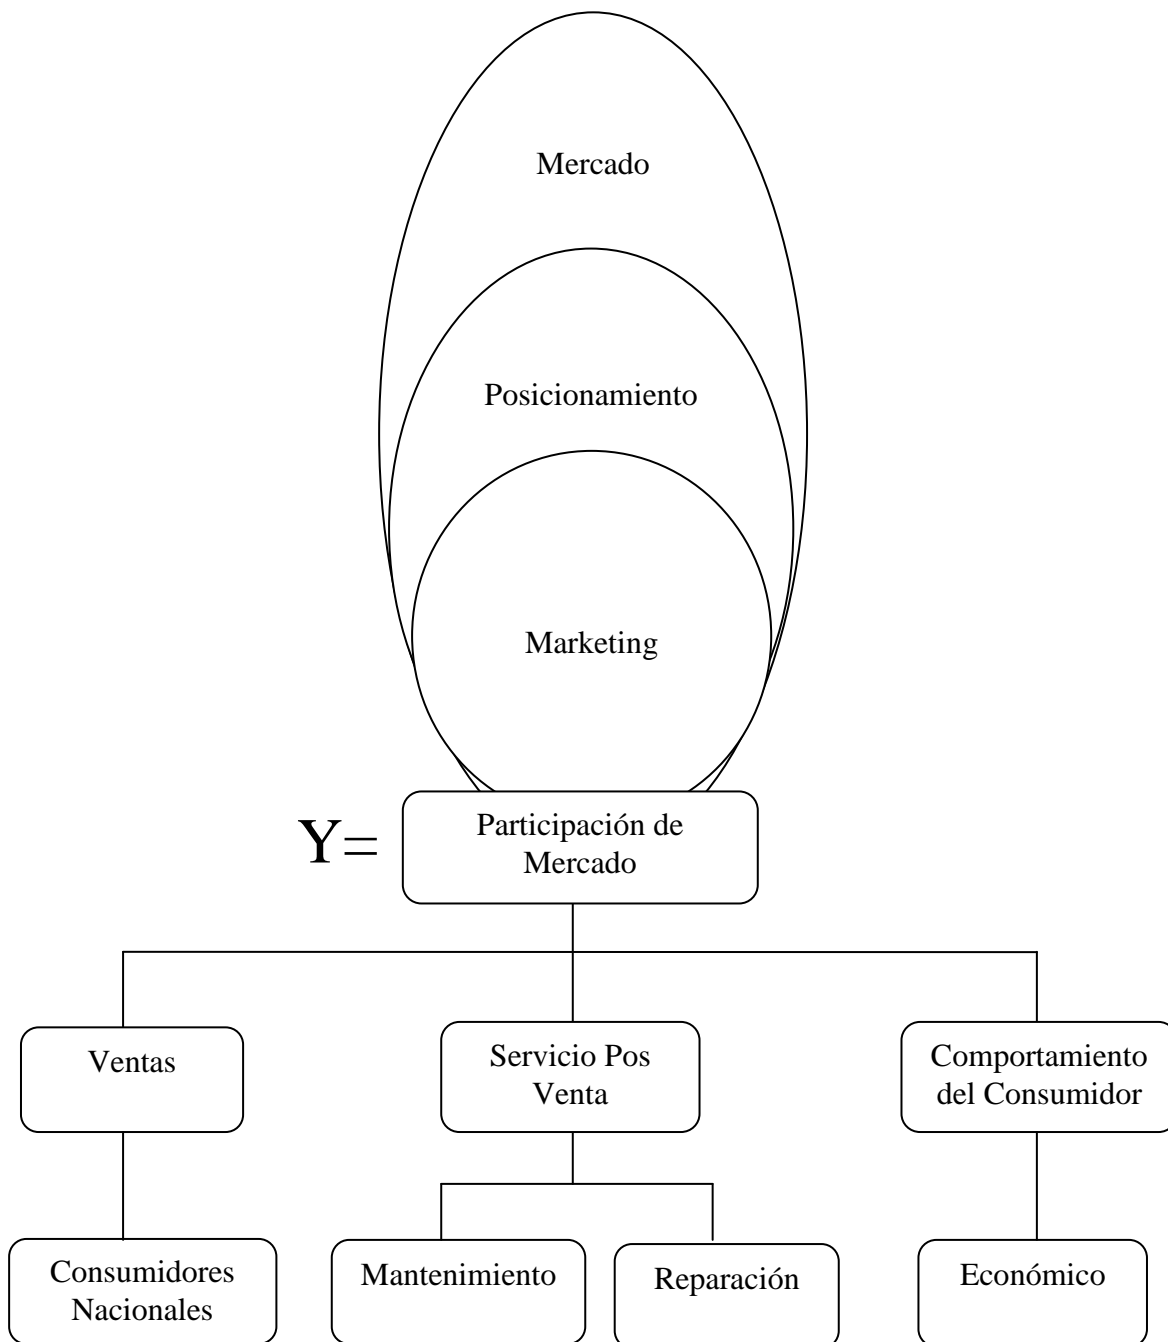 Mercado
Posicionamiento
Marketing
Y=
Participación de
Mercado
Ventas
Servicio Pos
Venta
Comportamiento
del Consumidor
Consumidores
Nacionales
Mantenimiento
Reparación
Económico